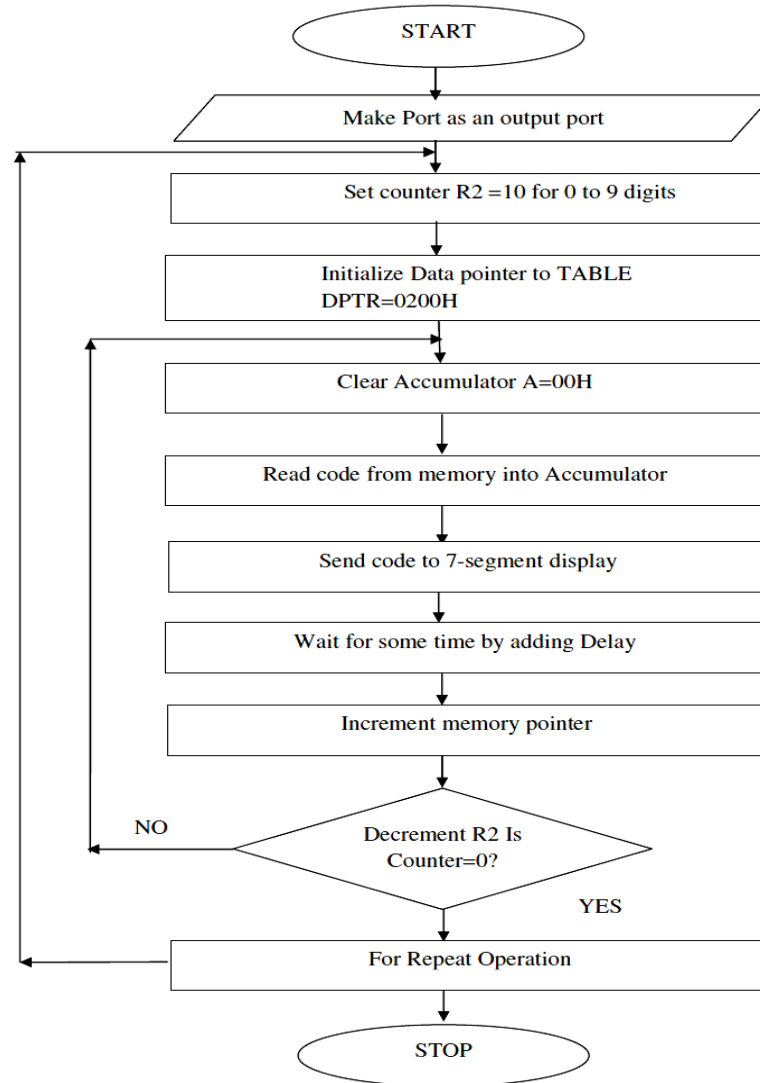 START
Make Port as an output port
Set counter R2 =10 for 0 to 9 digits
Initialize Data pointer to TABLE
DPTR=0200H
Clear Accumulator A=00H
Read code from memory into Accumulator
Send code to 7-segment display
Wait for some time by adding Delay
Increment memory pointer
NO
Decrement R2 Is
Counter=0?
YES
For Repeat Operation
STOP